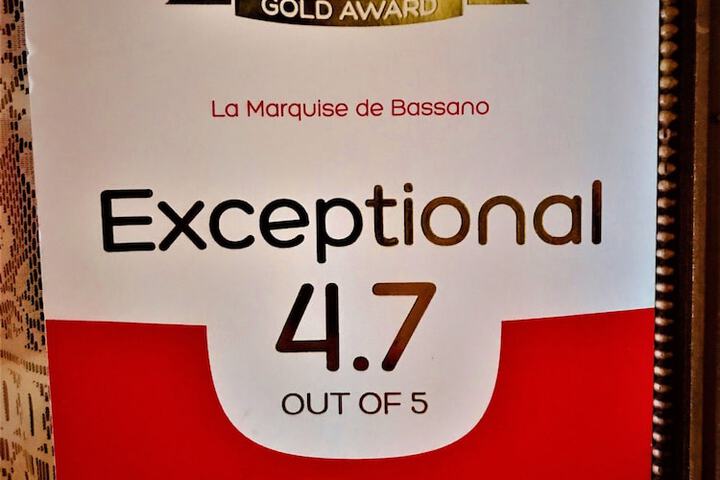 GOLD AWARD
La Marquise de Bassano
Exceptional
4.7
OUT OF 5